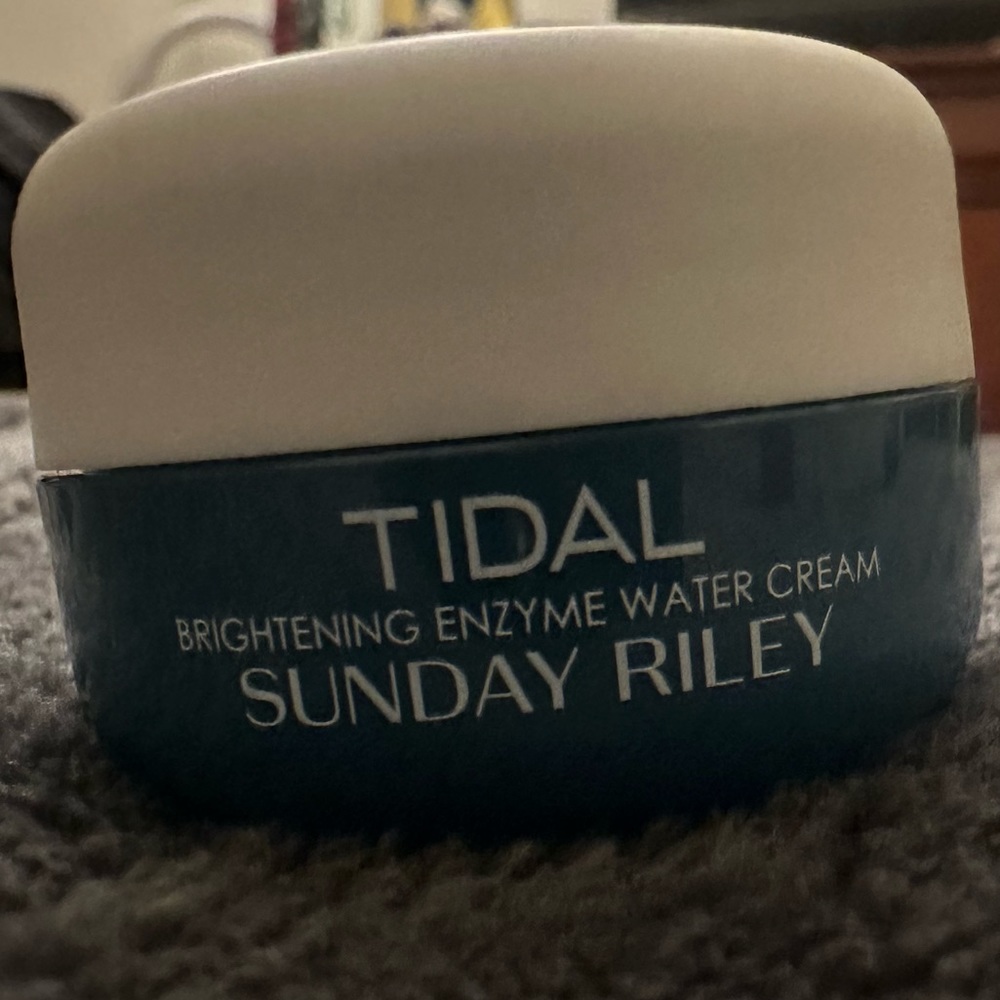 TIDAL
BRIGHTENING ENZYME WATER CREAM
SUNDAY RILEY